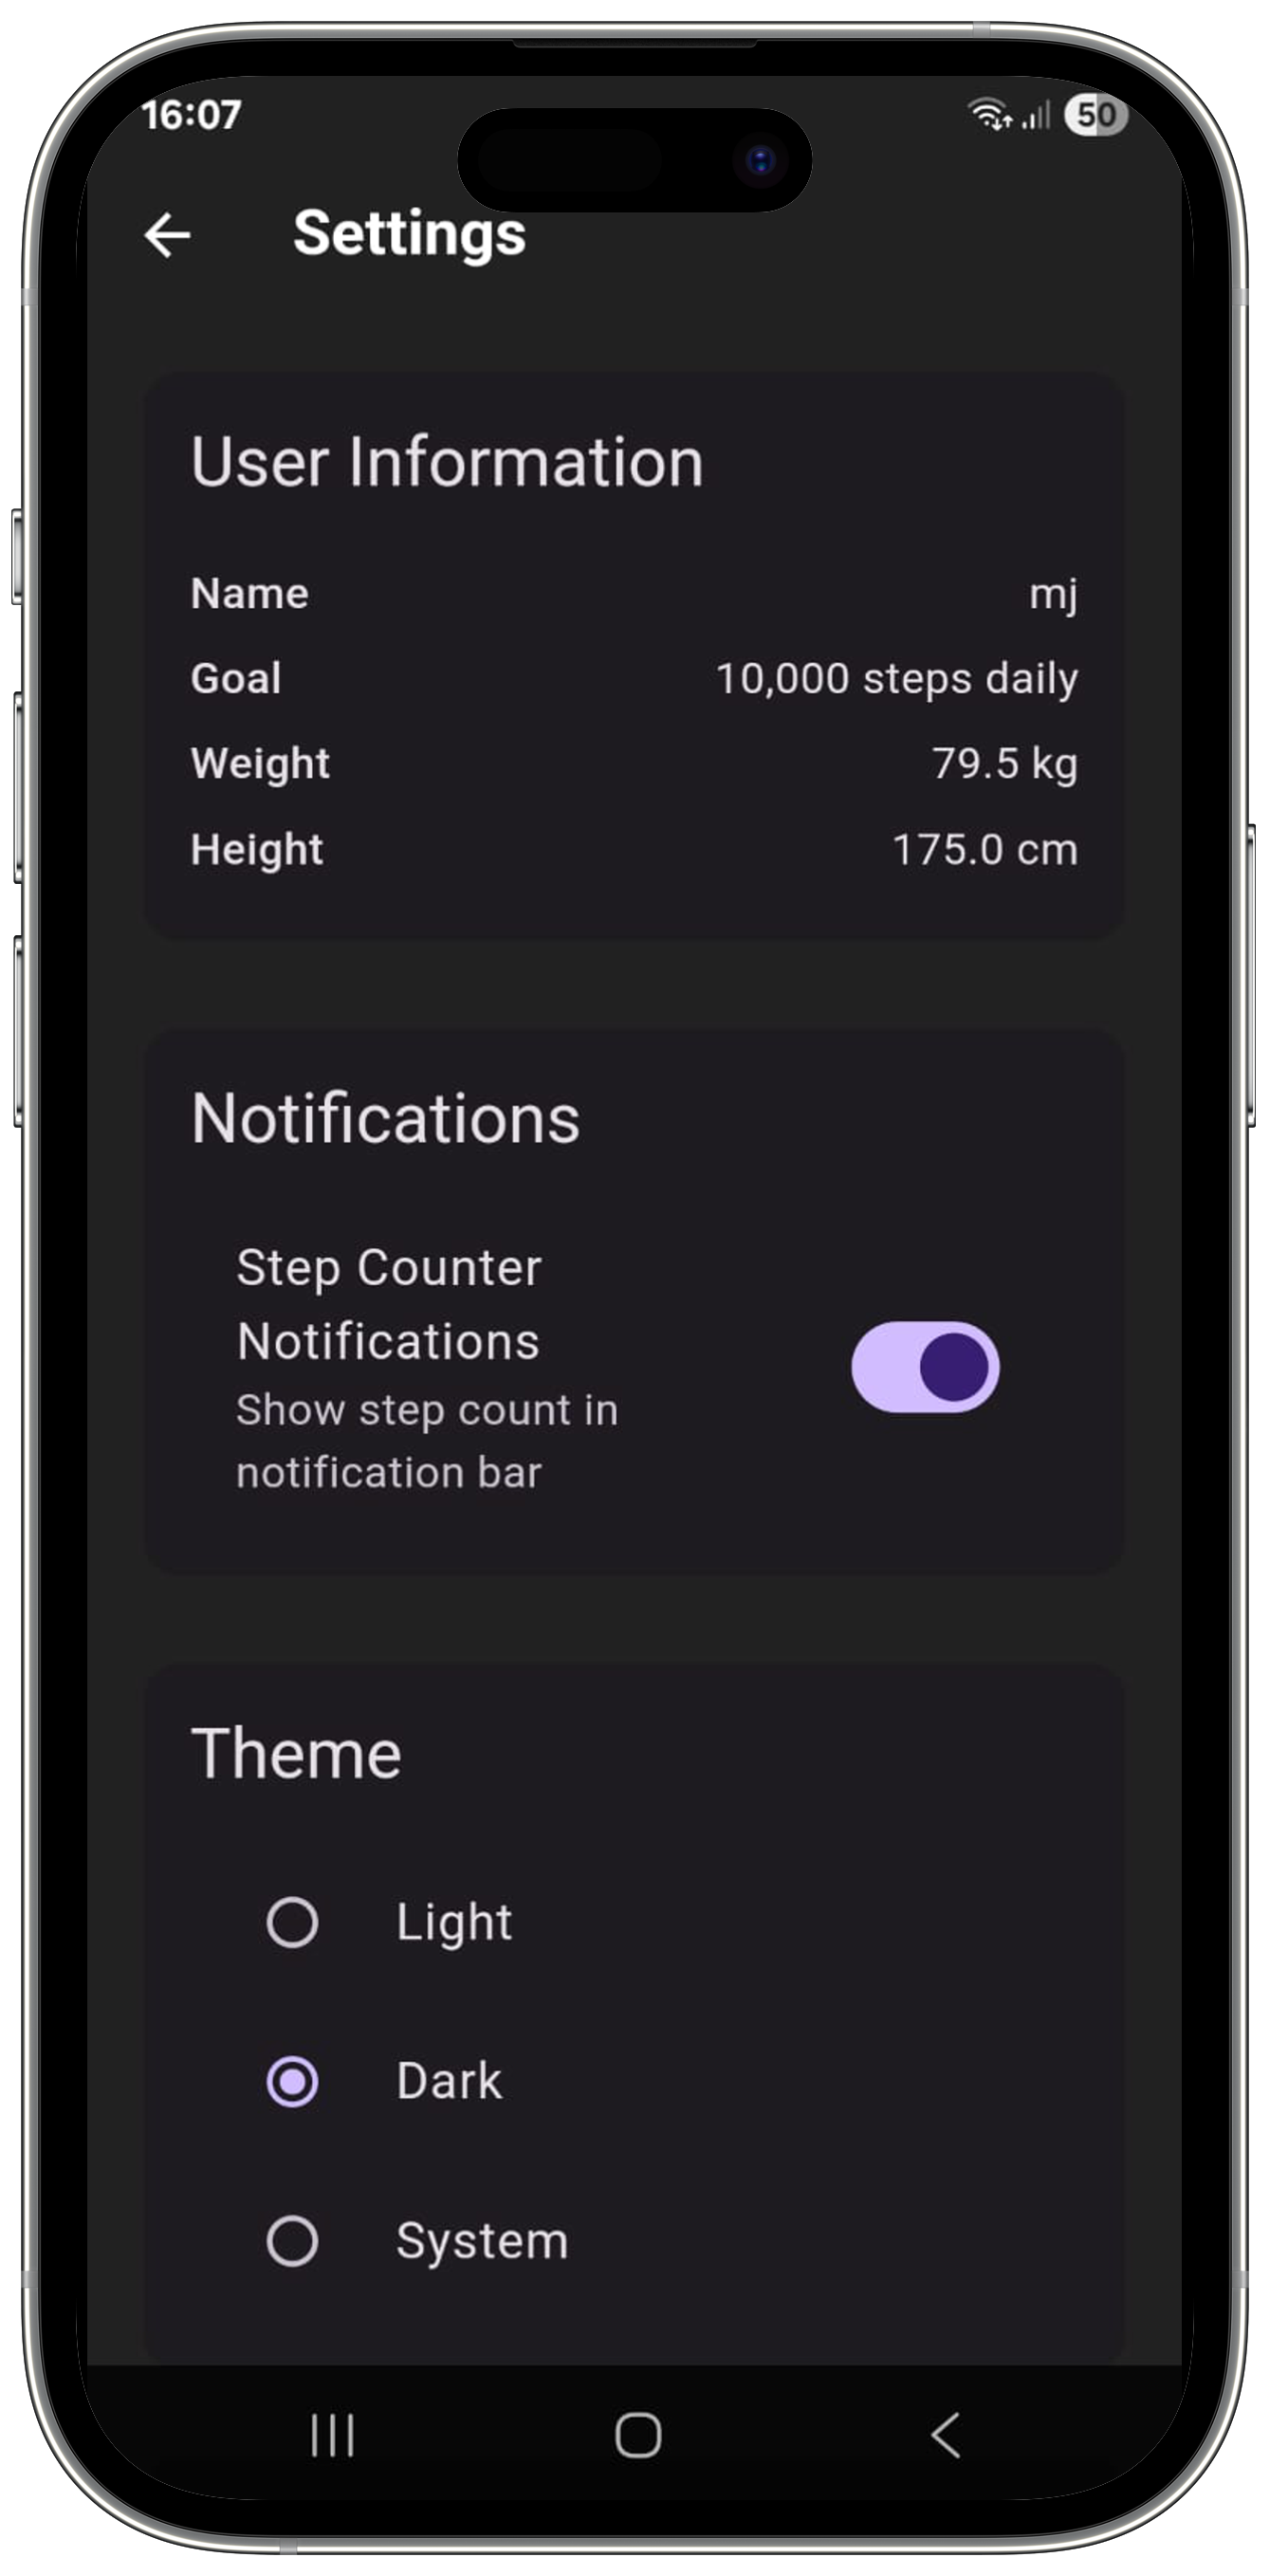 16:07
50
Settings
User Information
Name mj
Goal 10,000 steps daily
Weight 79.5 kg
Height 175.0 cm
Notifications
Step Counter
Notifications
Show step count in
notification bar
Theme
Light
Dark
System